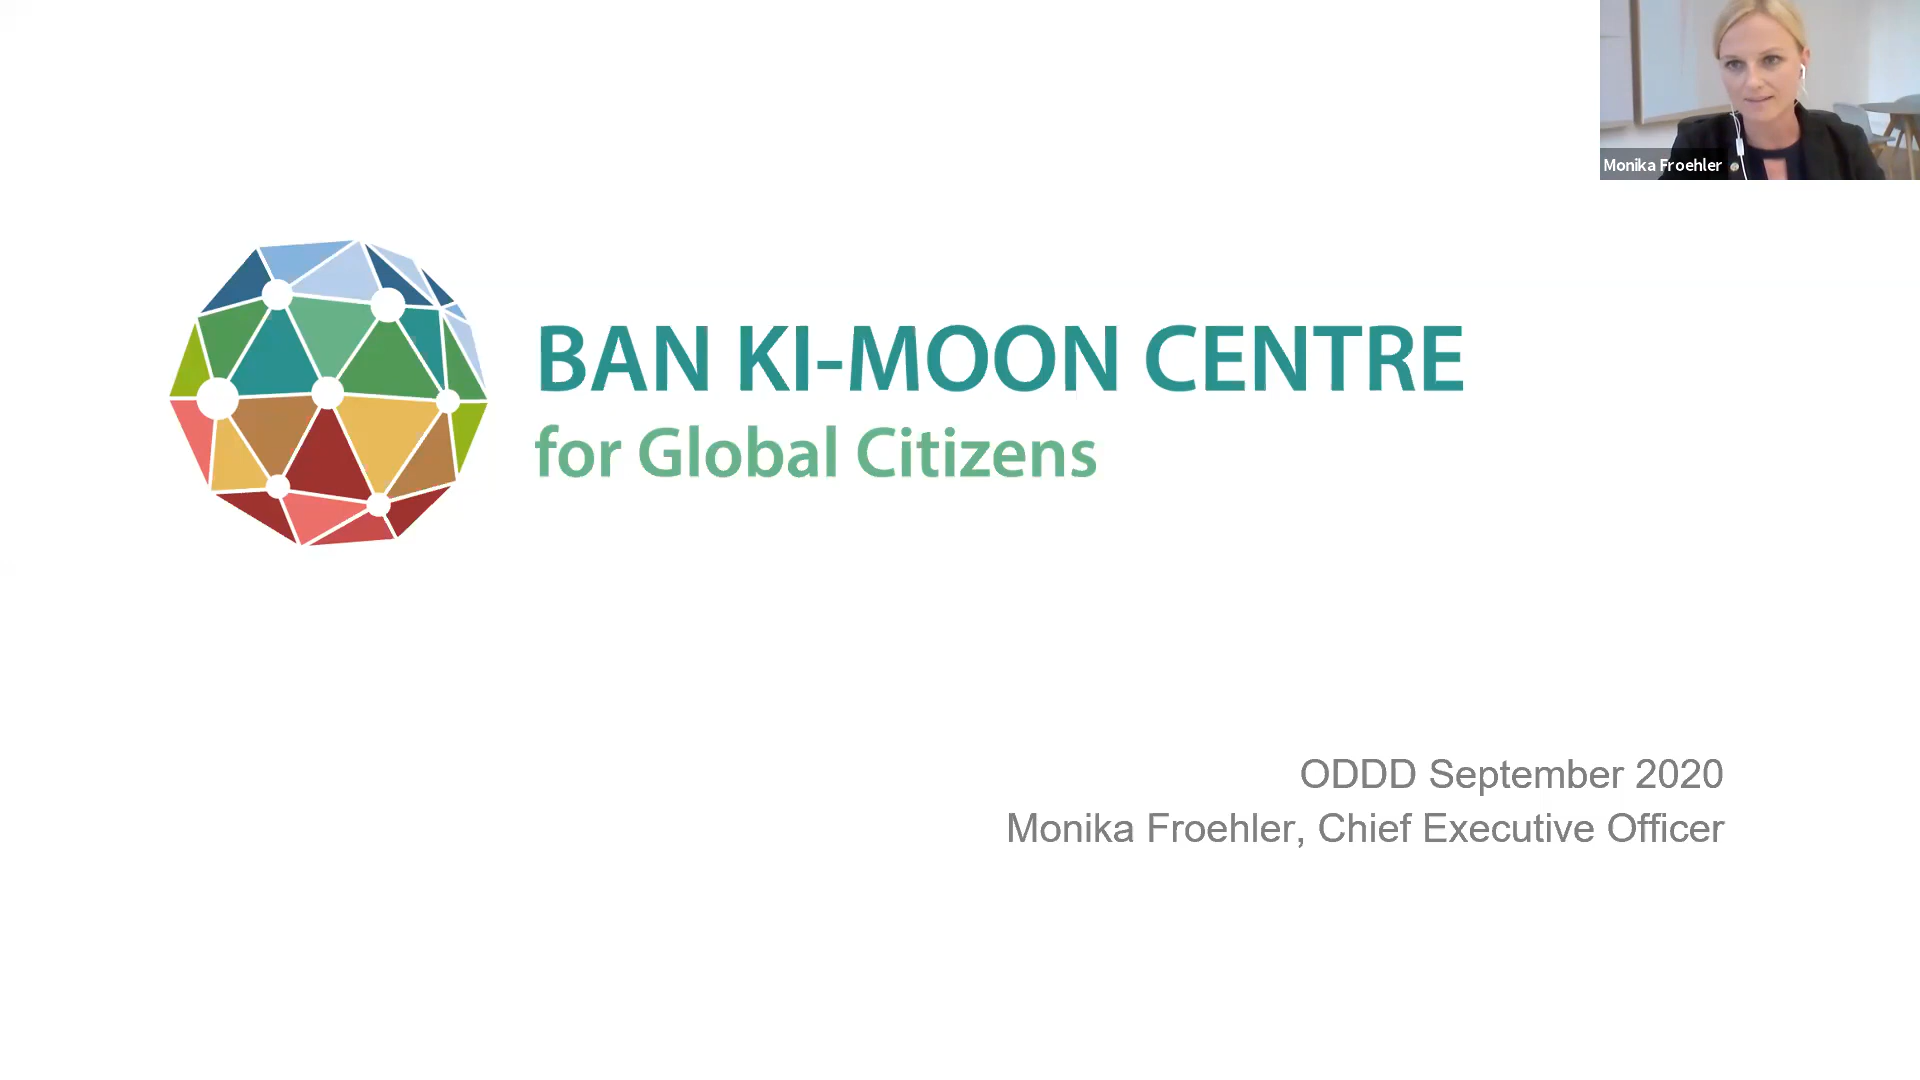 Monika Froehler
BAN KI-MOON CENTRE
for Global Citizens
ODDD September 2020
Monika Froehler, Chief Executive Officer